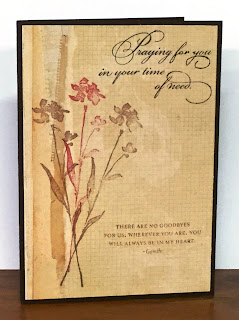 Praying for you
in your time
of need.
THERE ARE NO GOODBYES
FOR US. WHEREVER YOU ARE, YOU
WILL ALWAYS BE IN MY HEART.
~Gandhi